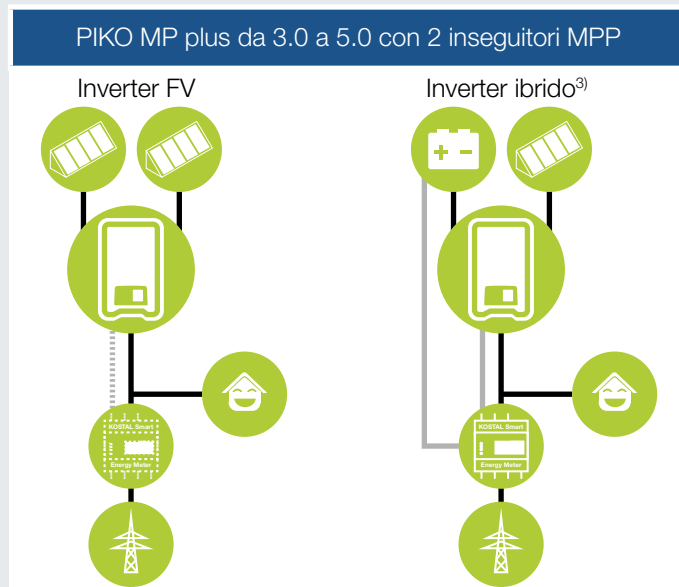 PIKO MP plus da 3.0 a 5.0 con 2 inseguitori MPP
Inverter FV
Inverter ibrido³⁾
KOSTAL Smart
Energy Meter
KOSTAL Smart
Energy Meter